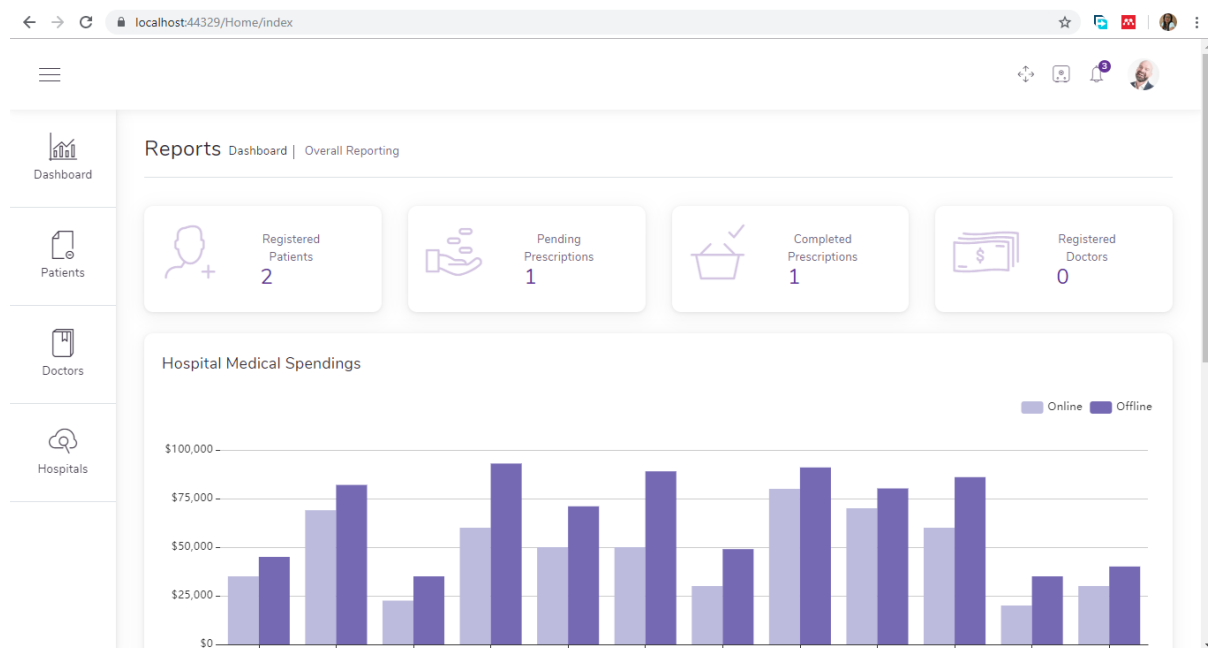 localhost:44329/Home/index
3
Dashboard
Patients
Doctors
Hospitals
Reports Dashboard | Overall Reporting
Registered
Patients
2
Pending
Prescriptions
1
Completed
Prescriptions
1
$
Registered
Doctors
0
Hospital Medical Spendings
Online Offline
$100,000
$75,000
$50,000
$25,000
$0